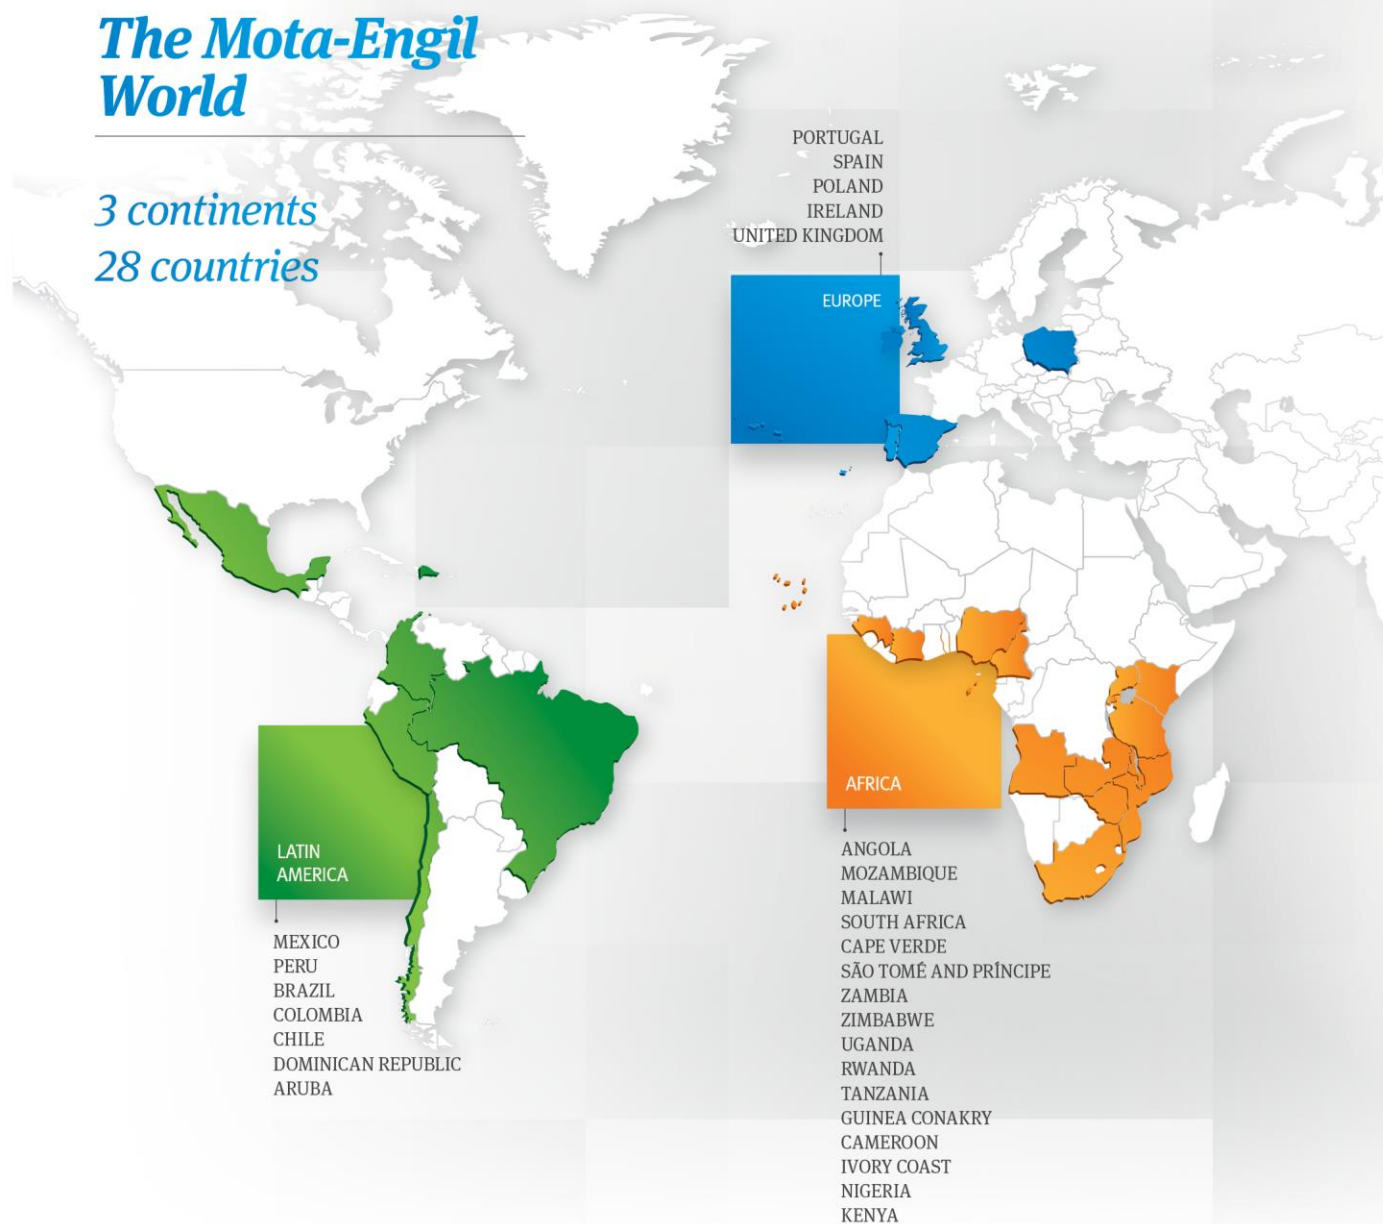 The Mota-Engil
World
3 continents
28 countries
PORTUGAL
SPAIN
POLAND
IRELAND
UNITED KINGDOM
EUROPE
LATIN
AMERICA
MEXICO
PERU
BRAZIL
COLOMBIA
CHILE
DOMINICAN REPUBLIC
ARUBA
AFRICA
ANGOLA
MOZAMBIQUE
MALAWI
SOUTH AFRICA
CAPE VERDE
SÃO TOMÉ AND PRÍNCIPE
ZAMBIA
ZIMBABWE
UGANDA
RWANDA
TANZANIA
GUINEA CONAKRY
CAMEROON
IVORY COAST
NIGERIA
KENYA